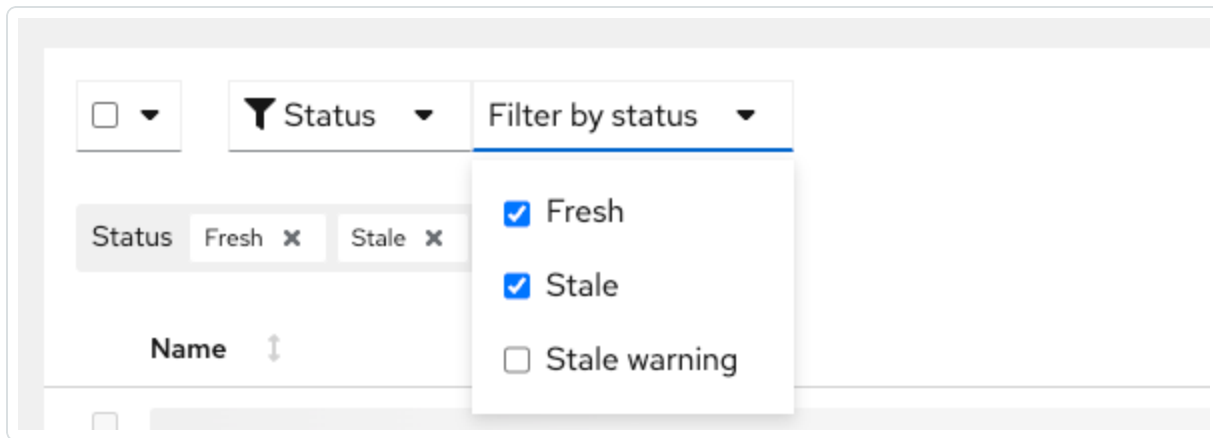 Status Filter by status
Fresh
Status Fresh Stale
Stale
Name
Stale warning